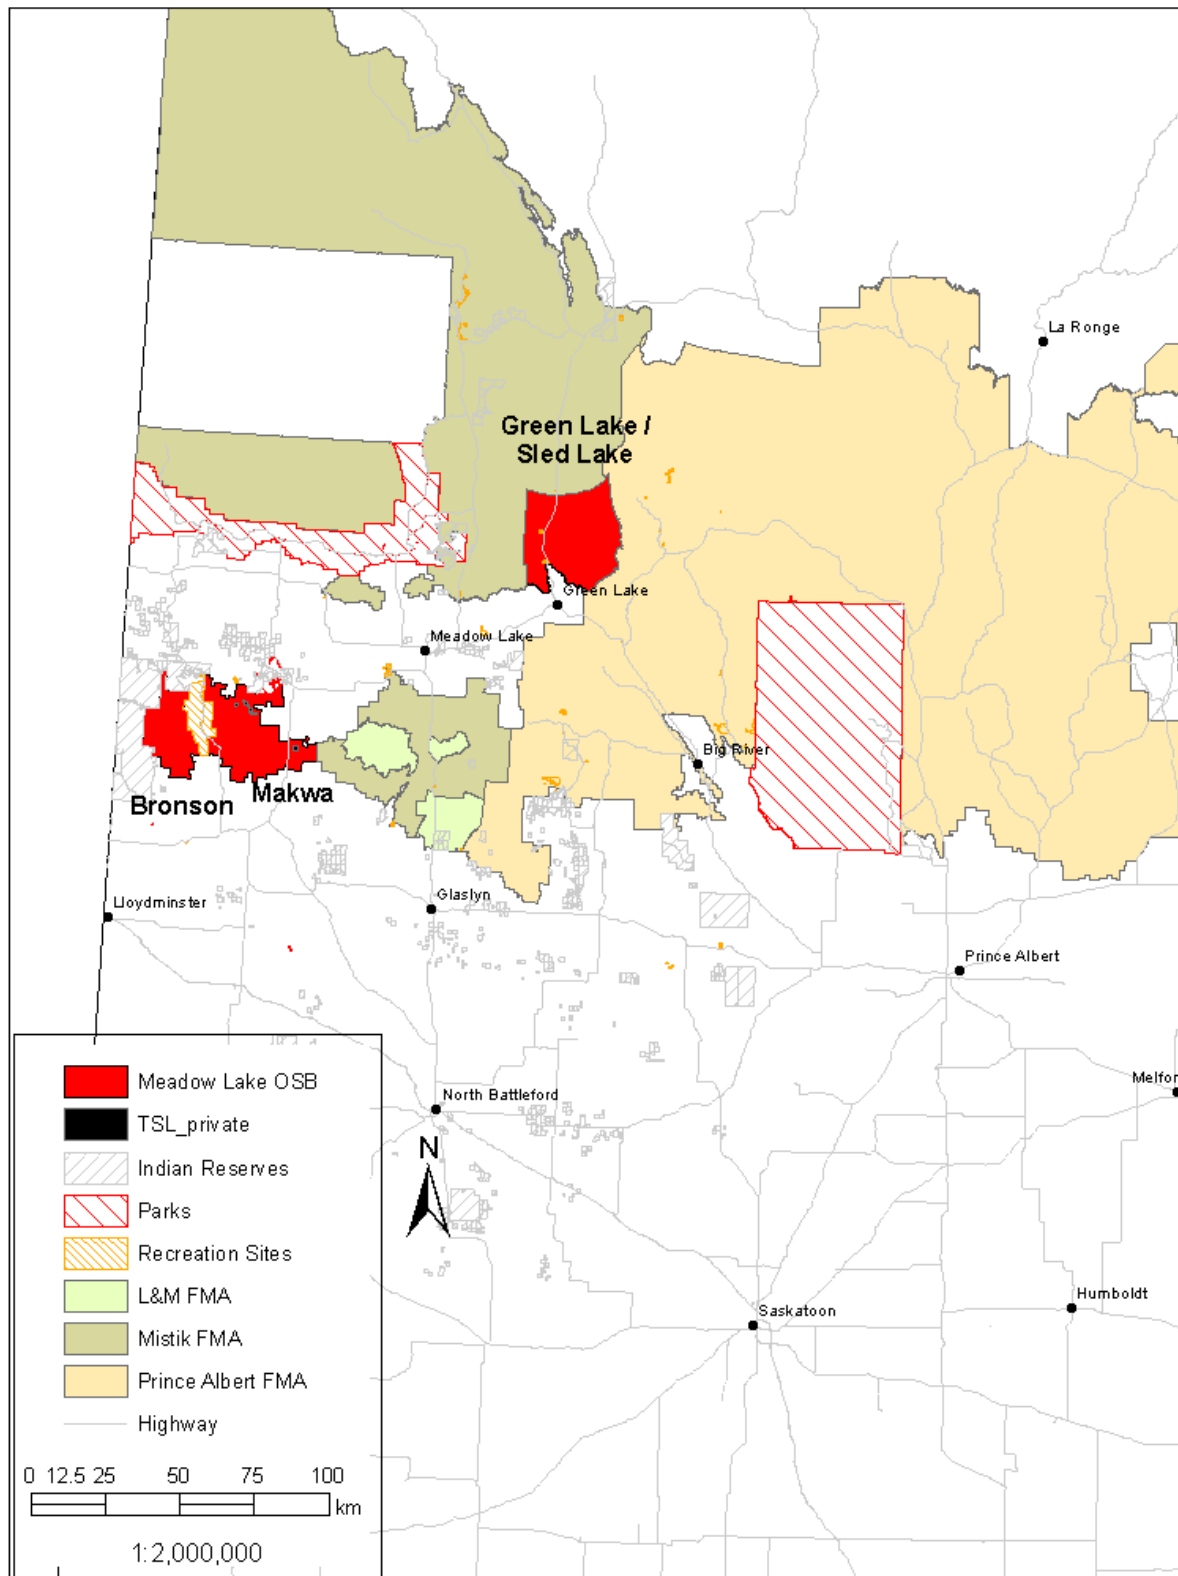 La Ronge
Green Lake /
Sled Lake
Green Lake
Meadow Lake
Big River
Bronson
Makwa
Lloydminster
Glaslyn
Prince Albert
North Battleford
Melfor
N
Saskatoon
Humboldt
Meadow Lake OSB
TSL_private
Indian Reserves
Parks
Recreation Sites
L&M FMA
Mistik FMA
Prince Albert FMA
Highway
0 12.5 25 50 75 100
km
1:2,000,000